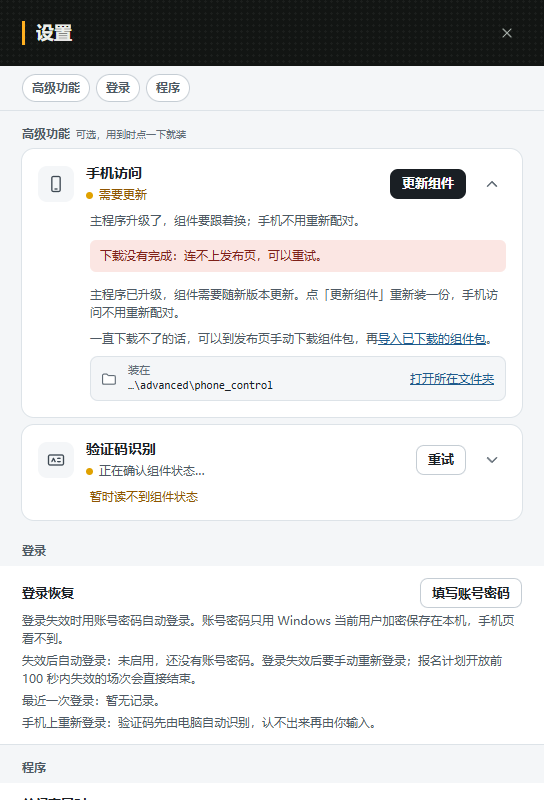 设置
高级功能
登录
程序
高级功能 可选，用到时点一下就装
手机访问
需要更新
更新组件
主程序升级了，组件要跟着换；手机不用重新配对。
下载没有完成：连不上发布页，可以重试。
主程序已升级，组件需要随新版本更新。点「更新组件」重新装一份，手机访
问不用重新配对。
一直下载不了的话，可以到发布页手动下载组件包，再导入已下载的组件包。
装在
…\advanced\phone_control
打开所在文件夹
验证码识别
正在确认组件状态…
重试
暂时读不到组件状态
登录
登录恢复
填写账号密码
登录失效时用账号密码自动登录。账号密码只用 Windows 当前用户加密保存在本机，手机页
看不到。
失效后自动登录：未启用，还没有账号密码。登录失效后要手动重新登录；报名计划开放前
100 秒内失效的场次会直接结束。
最近一次登录：暂无记录。
手机上重新登录：验证码先由电脑自动识别，认不出来再由你输入。
程序